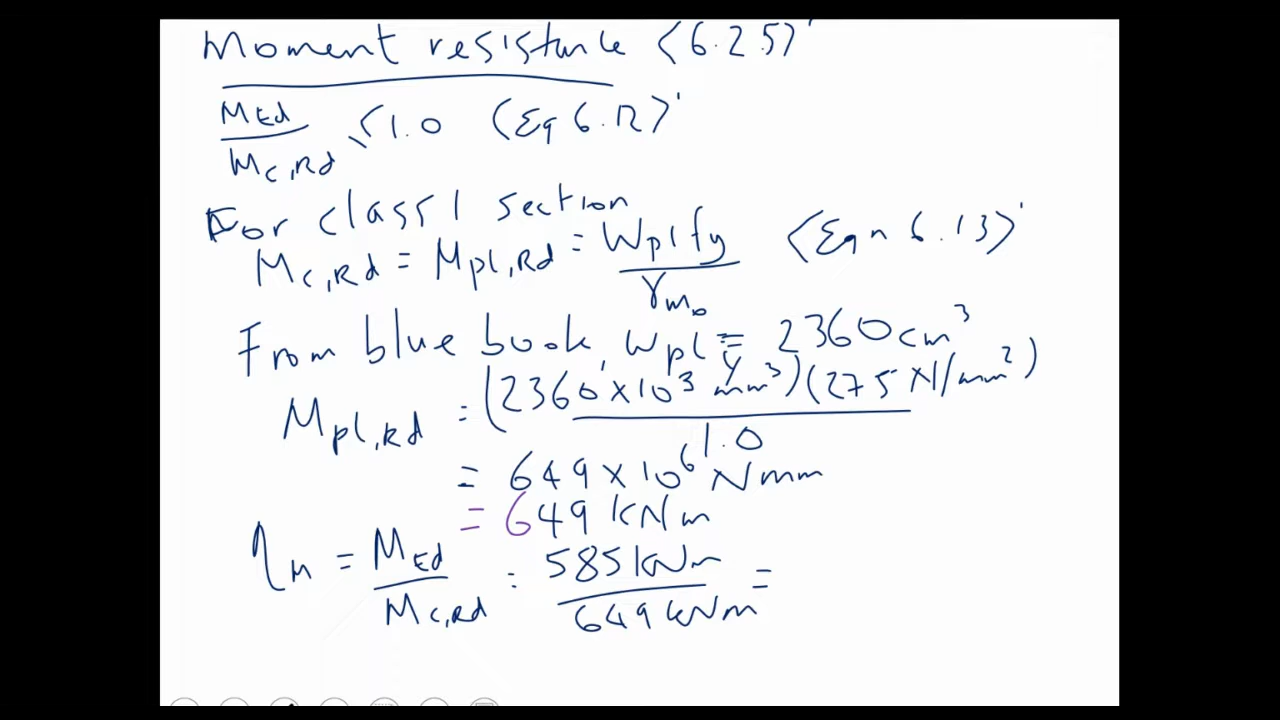 Moment resistance <6.2.5>'
MEd / Mc,Rd ≤ 1.0 <Eq 6.12>'
For class 1 section
Mc,Rd = Mpl,Rd = Wpl fy / γm0 <Eqn 6.13>'
From blue book, Wpl,y = 2360 cm³
Mpl,Rd = (2360 × 10³ mm³)(275 N/mm²) / 1.0
= 649 × 10⁶ Nmm
= 649 kNm
ηM = MEd / Mc,Rd = 585 kNm / 649 kNm =